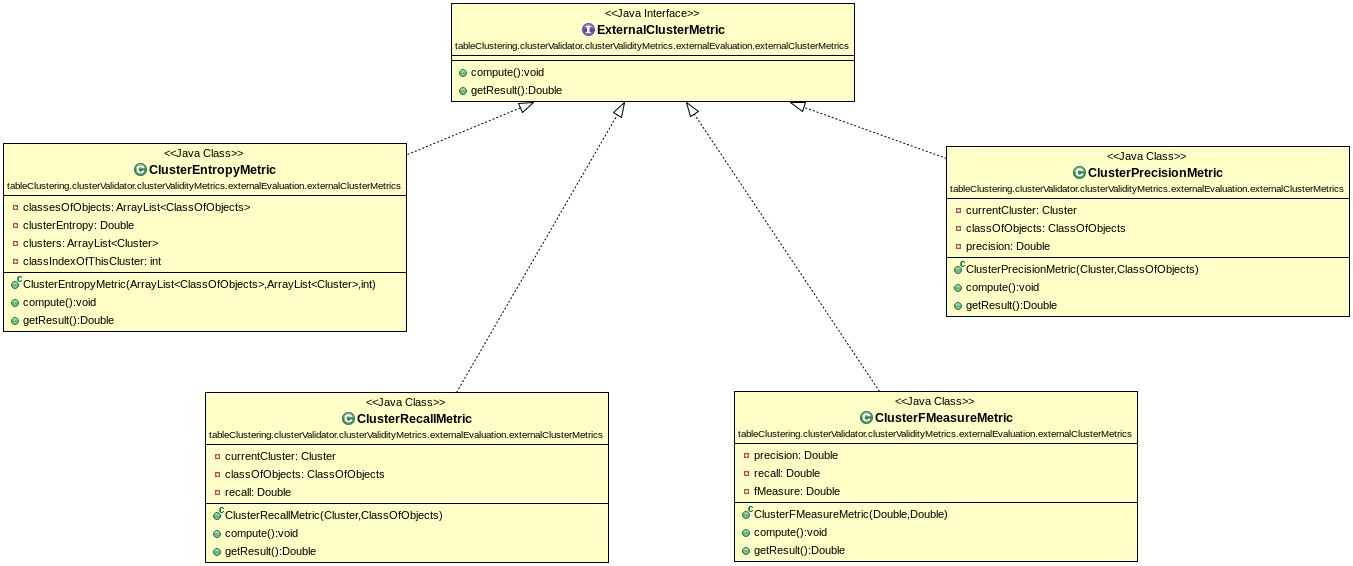 <<Java Interface>>
I ExternalClusterMetric
tableClustering.clusterValidator.clusterValidityMetrics.externalEvaluation.externalClusterMetrics
compute():void
getResult():Double
<<Java Class>>
C ClusterEntropyMetric
tableClustering.clusterValidator.clusterValidityMetrics.externalEvaluation.externalClusterMetrics
classesOfObjects: ArrayList<ClassOfObjects>
clusterEntropy: Double
clusters: ArrayList<Cluster>
classIndexOfThisCluster: int
c ClusterEntropyMetric(ArrayList<ClassOfObjects>,ArrayList<Cluster>,int)
compute():void
getResult():Double
<<Java Class>>
C ClusterPrecisionMetric
tableClustering.clusterValidator.clusterValidityMetrics.externalEvaluation.externalClusterMetrics
currentCluster: Cluster
classOfObjects: ClassOfObjects
precision: Double
c ClusterPrecisionMetric(Cluster,ClassOfObjects)
compute():void
getResult():Double
<<Java Class>>
C ClusterRecallMetric
tableClustering.clusterValidator.clusterValidityMetrics.externalEvaluation.externalClusterMetrics
currentCluster: Cluster
classOfObjects: ClassOfObjects
recall: Double
c ClusterRecallMetric(Cluster,ClassOfObjects)
compute():void
getResult():Double
<<Java Class>>
C ClusterFMeasureMetric
tableClustering.clusterValidator.clusterValidityMetrics.externalEvaluation.externalClusterMetrics
precision: Double
recall: Double
fMeasure: Double
c ClusterFMeasureMetric(Double,Double)
compute():void
getResult():Double